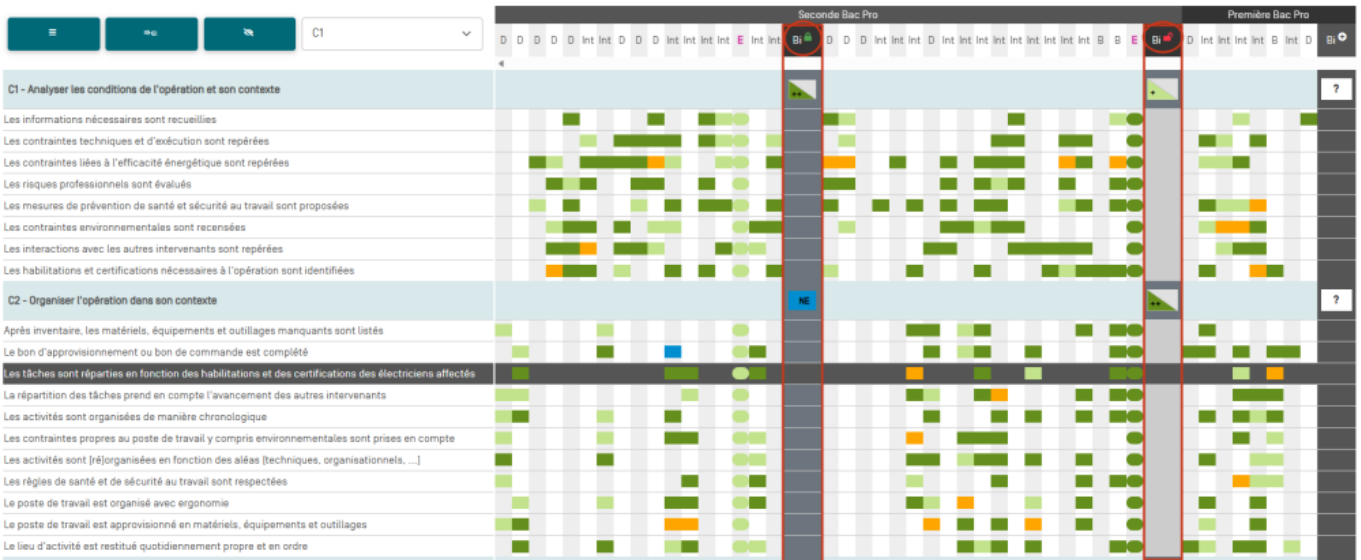 Seconde Bac Pro Première Bac Pro
C1
D D D D D Int Int D D D Int Int Int Int E Int Int Bi D D D Int Int Int D Int Int Int Int Int Int Int Int B B E Bi D Int Int Int Int B Int D Bi
C1 - Analyser les conditions de l'opération et son contexte ++ + ?
Les informations nécessaires sont recueillies
Les contraintes techniques et d'exécution sont repérées
Les contraintes liées à l'efficacité énergétique sont repérées
Les risques professionnels sont évalués
Les mesures de prévention de santé et sécurité au travail sont proposées
Les contraintes environnementales sont recensées
Les interactions avec les autres intervenants sont repérées
Les habilitations et certifications nécessaires à l'opération sont identifiées
C2 - Organiser l'opération dans son contexte NE ++ ?
Après inventaire, les matériels, équipements et outillages manquants sont listés
Le bon d'approvisionnement ou bon de commande est complété
Les tâches sont réparties en fonction des habilitations et des certifications des électriciens affectés
La répartition des tâches prend en compte l'avancement des autres intervenants
Les activités sont organisées de manière chronologique
Les contraintes propres au poste de travail y compris environnementales sont prises en compte
Les activités sont (ré)organisées en fonction des aléas (techniques, organisationnels, ...)
Les règles de santé et de sécurité au travail sont respectées
Le poste de travail est organisé avec ergonomie
Le poste de travail est approvisionné en matériels, équipements et outillages
Le lieu d'activité est restitué quotidiennement propre et en ordre